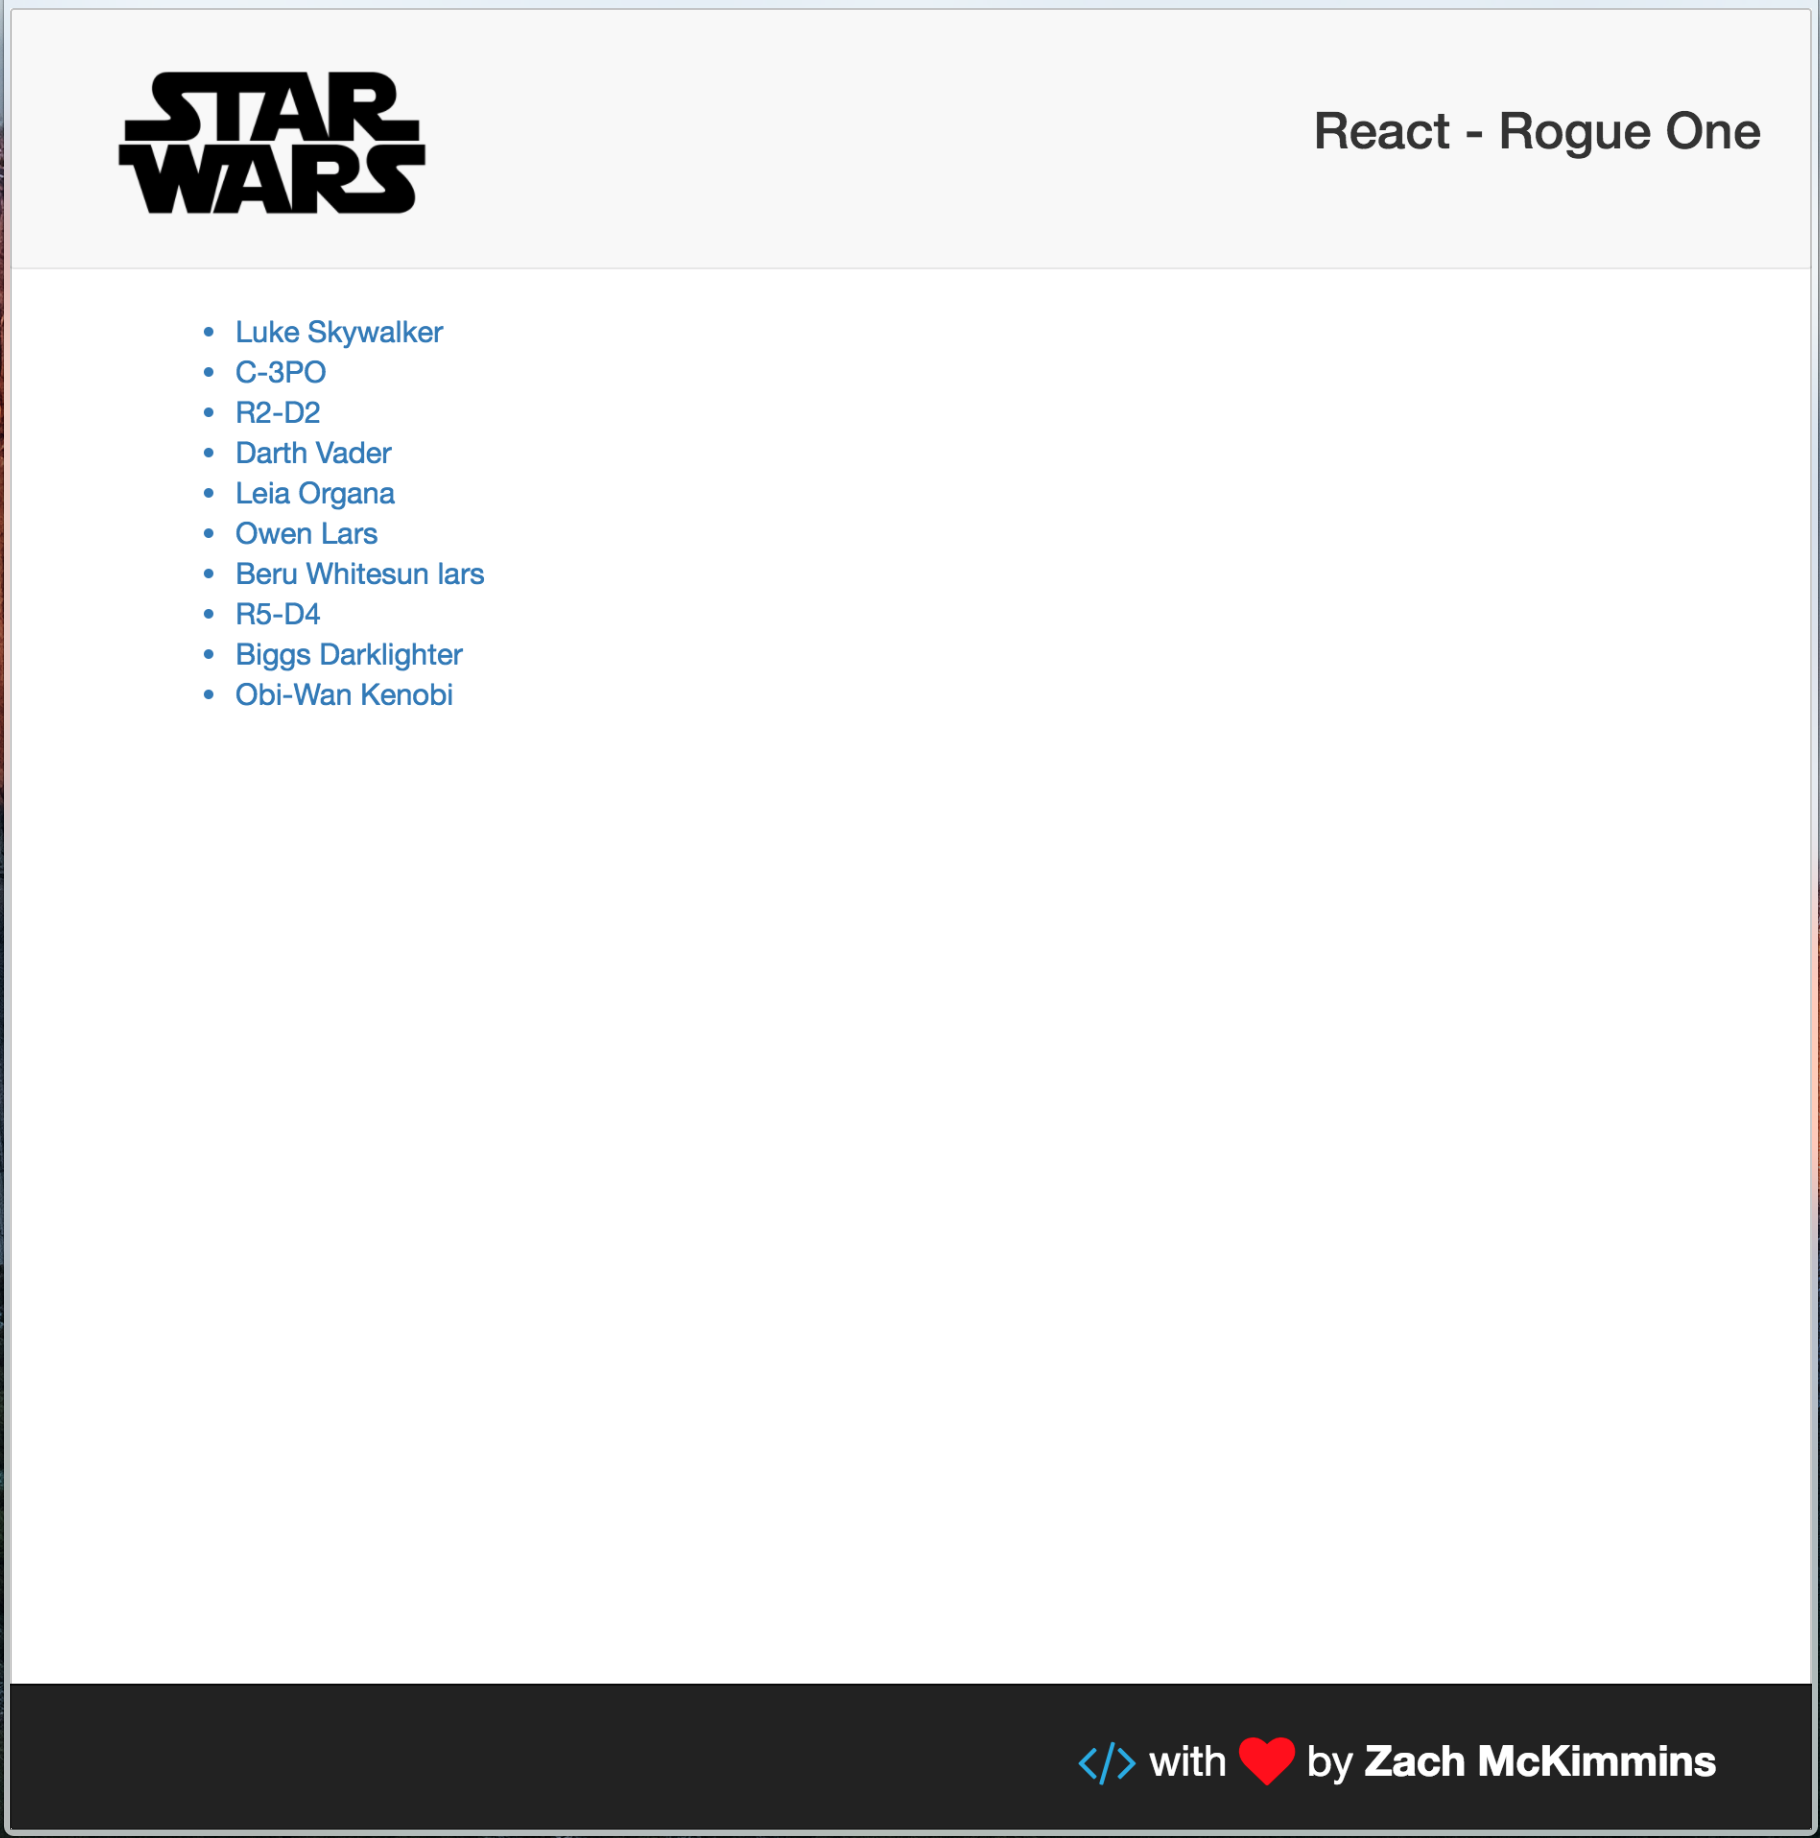 STAR
WARS
React - Rogue One
Luke Skywalker
C-3PO
R2-D2
Darth Vader
Leia Organa
Owen Lars
Beru Whitesun lars
R5-D4
Biggs Darklighter
Obi-Wan Kenobi
</> with ❤ by Zach McKimmins